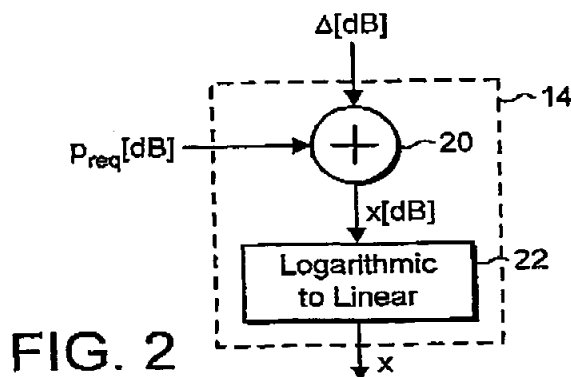 Δ[dB]
14
p_req[dB]
+
20
x[dB]
Logarithmic
to Linear
22
FIG. 2
x